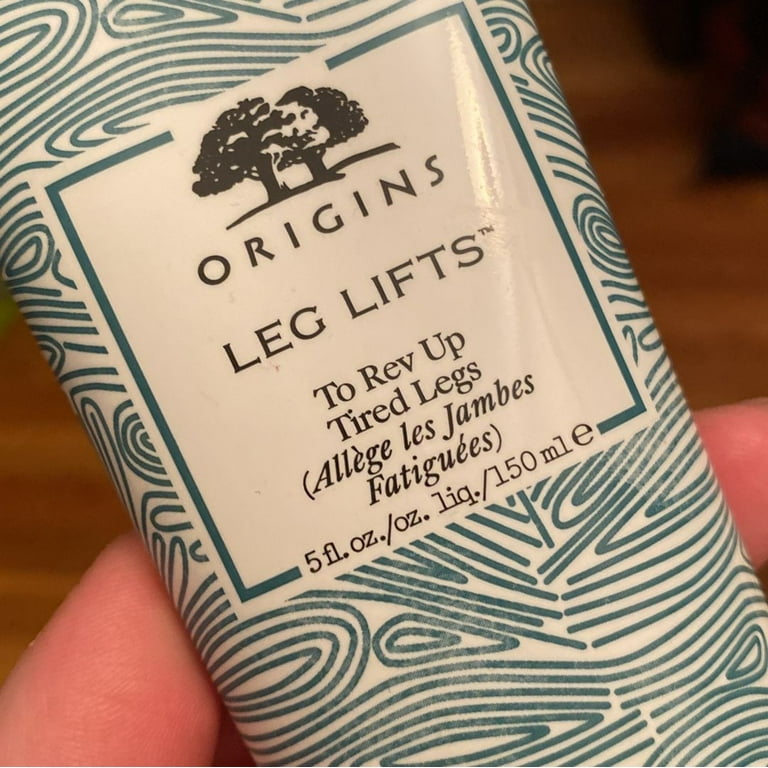 ORIGINS
LEG LIFTS™
To Rev Up
Tired Legs
(Allège les Jambes
Fatiguées)
5 fl. oz./oz. liq./150 ml e